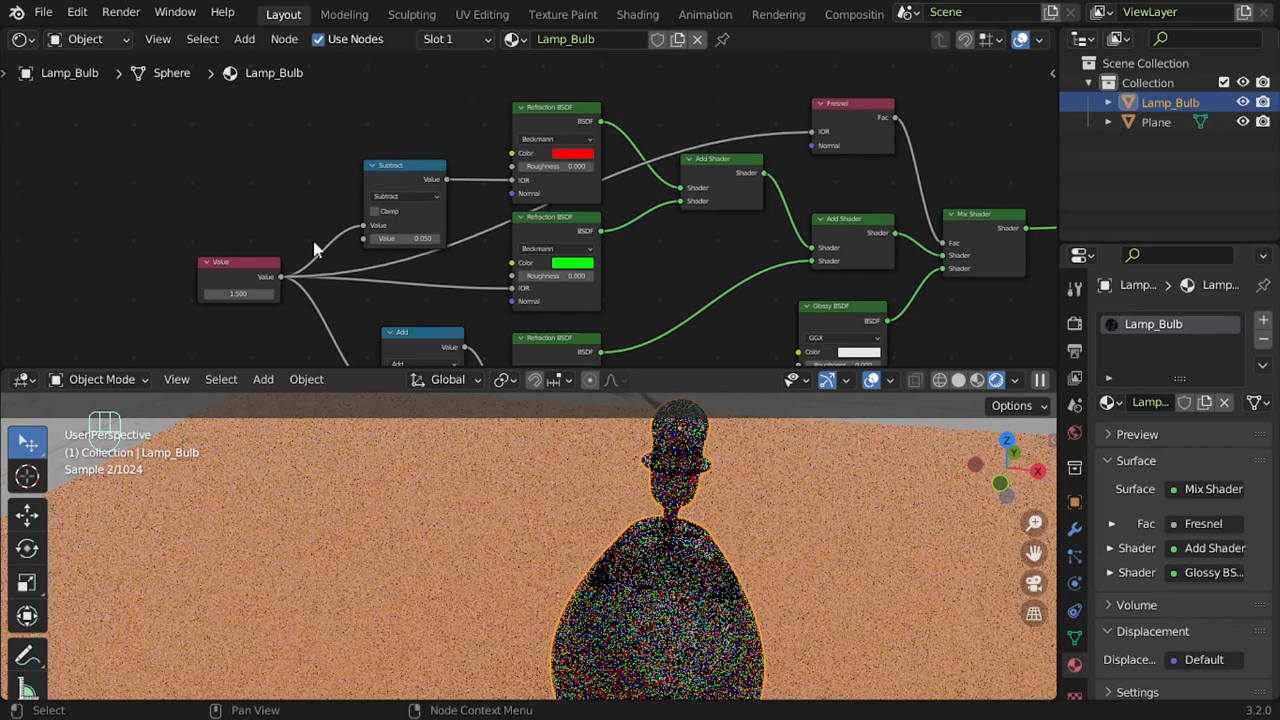 File Edit Render Window Help Layout Modeling Sculpting UV Editing Texture Paint Shading Animation Rendering Compositin Scene ViewLayer
Object View Select Add Node Use Nodes Slot 1 Lamp_Bulb
Lamp_Bulb Sphere Lamp_Bulb
Scene Collection
Collection
Lamp_Bulb
Plane
Refraction BSDF
BSDF
Beckmann
Color
Roughness 0.000
IOR
Normal
Fresnel
Fac
IOR
Normal
Subtract
Value
Subtract
Clamp
Value
Value 0.050
Add Shader
Shader
Shader
Shader
Refraction BSDF
BSDF
Beckmann
Color
Roughness 0.000
IOR
Normal
Add Shader
Shader
Shader
Shader
Mix Shader
Shader
Fac
Shader
Shader
Value
Value
1.500
Add
Value
Add
Refraction BSDF
BSDF
Glossy BSDF
BSDF
GGX
Color
Roughness 0.000
Object Mode View Select Add Object Global
Options
User Perspective
(1) Collection | Lamp_Bulb
Sample 2/1024
Z
Y
X
Lamp... Lamp...
Lamp_Bulb
Lamp...
Preview
Surface
Surface Mix Shader
Fac Fresnel
Shader Add Shader
Shader Glossy BS...
Volume
Displacement
Displace... Default
Settings
Select Pan View Node Context Menu 3.2.0